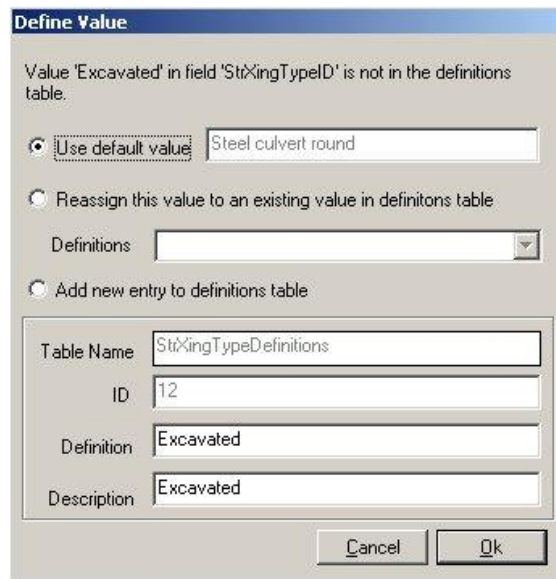 Define Value
Value 'Excavated' in field 'StrXingTypeID' is not in the definitions
table.
Use default value Steel culvert round
Reassign this value to an existing value in definitons table
Definitions
Add new entry to definitions table
Table Name StrXingTypeDefinitions
ID 12
Definition Excavated
Description Excavated
Cancel Ok